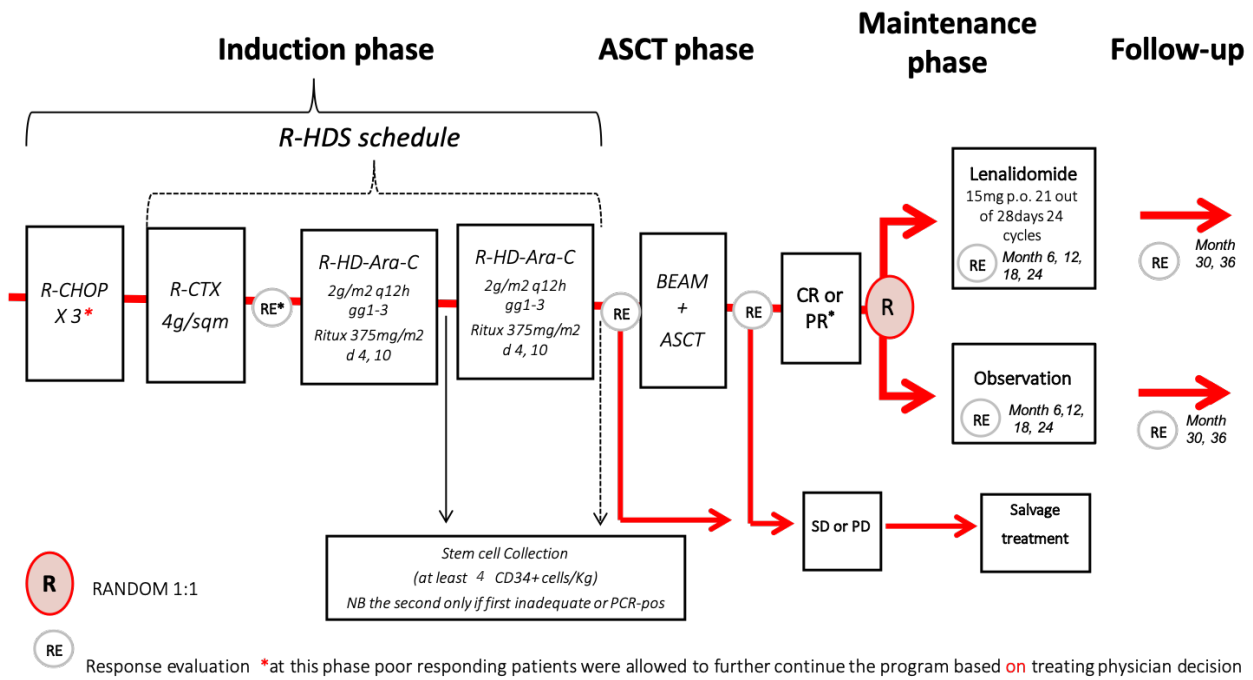 Induction phase
ASCT phase
Maintenance
phase
Follow-up
R-HDS schedule
R-CHOP
X 3*
R-CTX
4g/sqm
RE*
R-HD-Ara-C
2g/m2 q12h
gg1-3
Ritux 375mg/m2
d 4, 10
R-HD-Ara-C
2g/m2 q12h
gg1-3
Ritux 375mg/m2
d 4, 10
RE
BEAM
+
ASCT
RE
CR or
PR*
R
Lenalidomide
15mg p.o. 21 out
of 28days 24
cycles
RE
Month 6, 12,
18, 24
RE
Month
30, 36
Observation
RE
Month 6,12,
18, 24
RE
Month
30, 36
SD or PD
Salvage
treatment
Stem cell Collection
(at least 4 CD34+ cells/Kg)
NB the second only if first inadequate or PCR-pos
R
RANDOM 1:1
RE
Response evaluation *at this phase poor responding patients were allowed to further continue the program based on treating physician decision